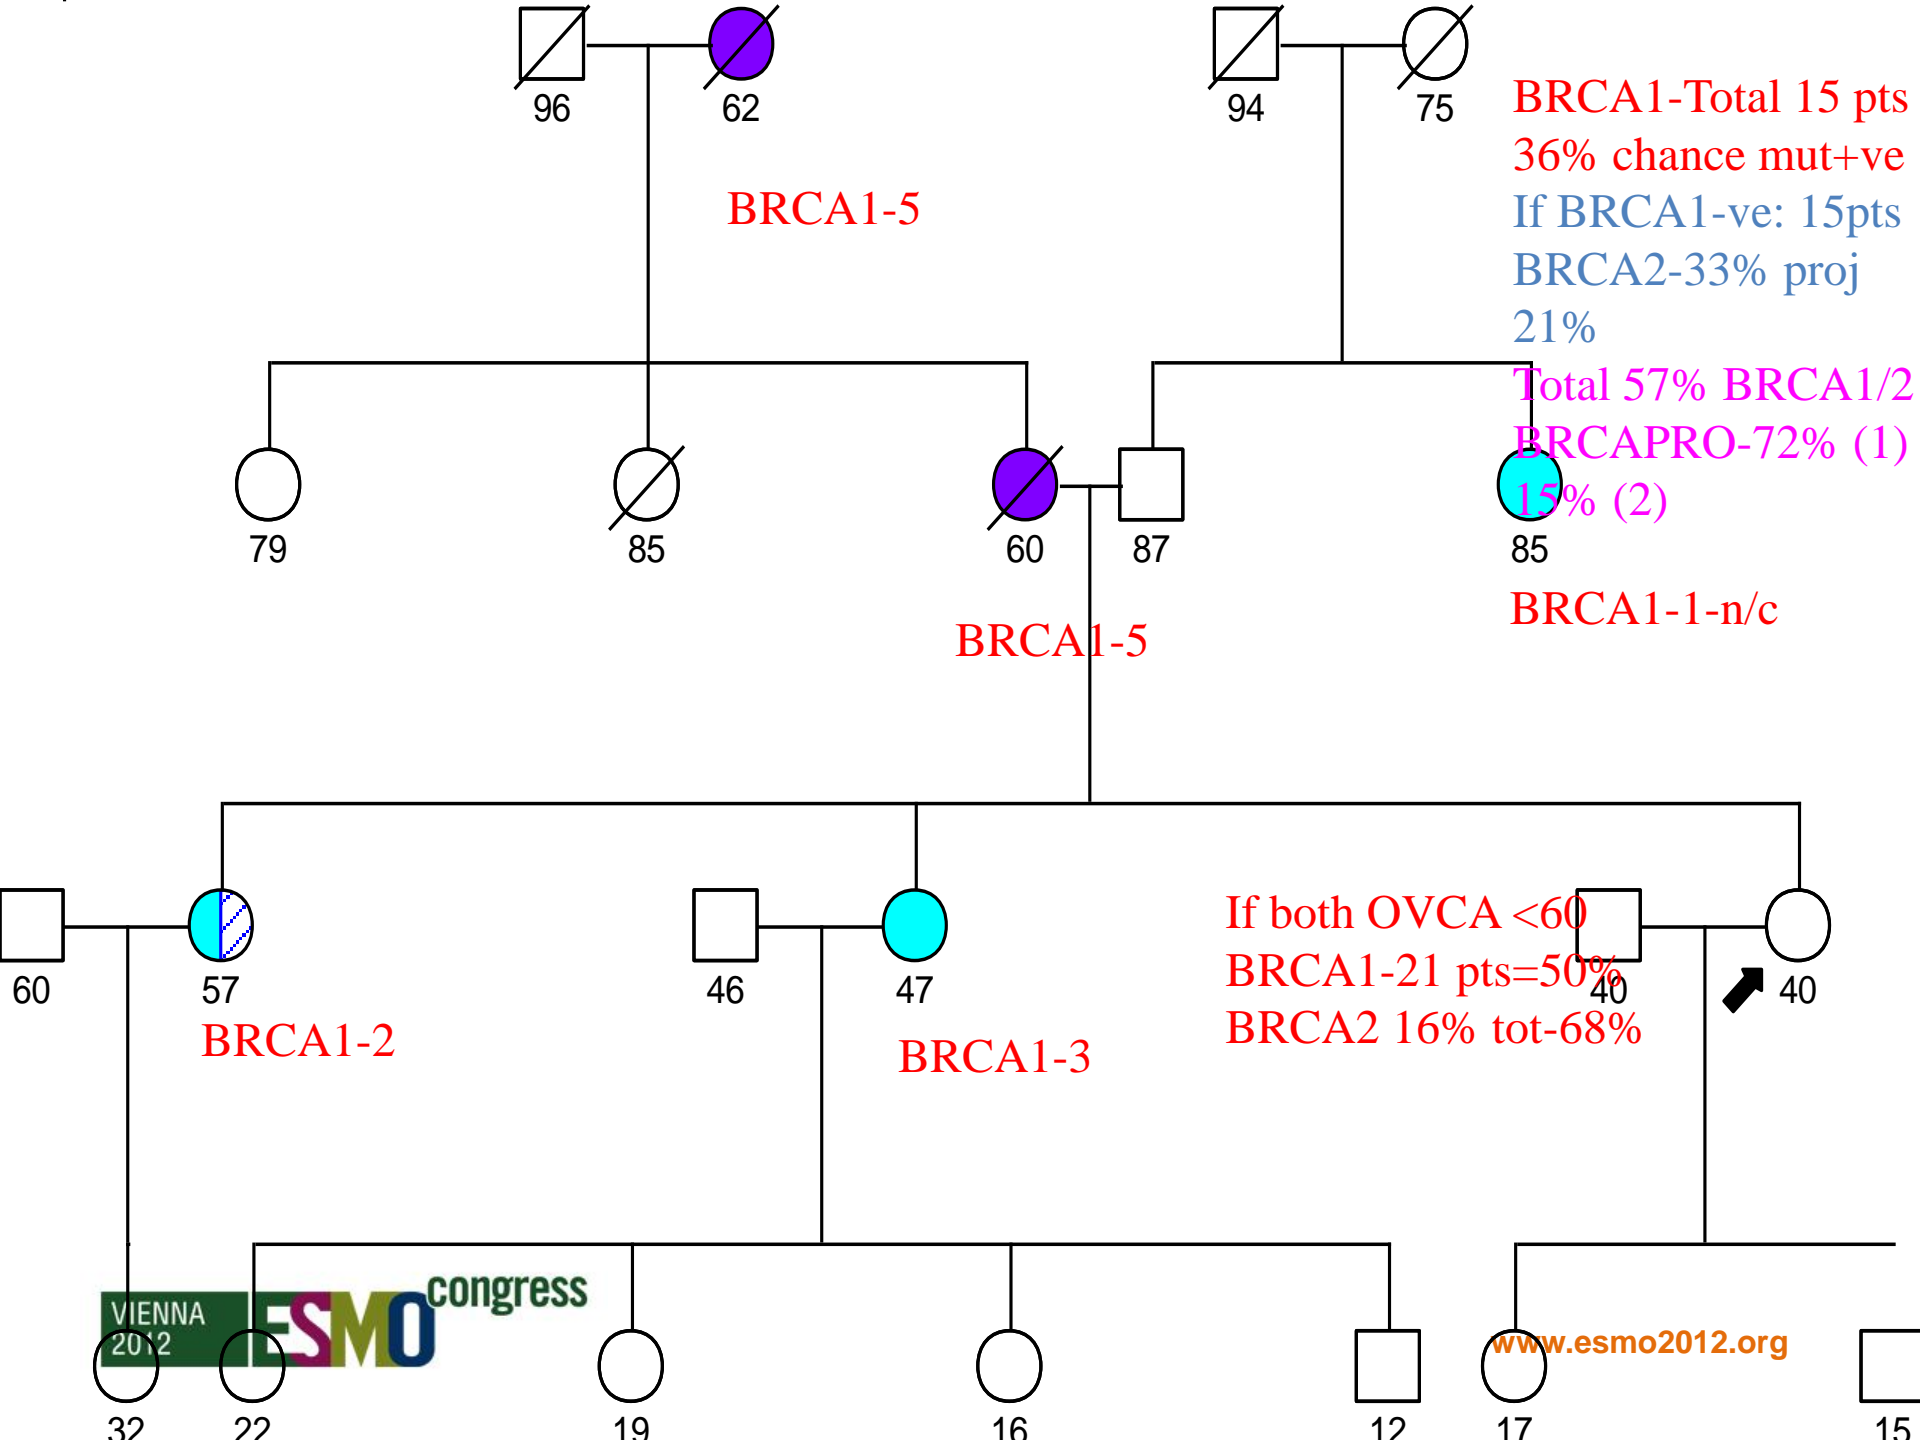 96
62
94
75
BRCA1-Total 15 pts
36% chance mut+ve
If BRCA1-ve: 15pts
BRCA2-33% proj
21%
Total 57% BRCA1/2
BRCAPRO-72% (1)
15% (2)
BRCA1-5
79
85
60
87
85
BRCA1-5
BRCA1-1-n/c
60
57
46
47
40
40
BRCA1-2
BRCA1-3
If both OVCA <60
BRCA1-21 pts=50%
BRCA2 16% tot-68%
VIENNA
2012
ESMO
congress
www.esmo2012.org
32
22
19
16
12
17
15